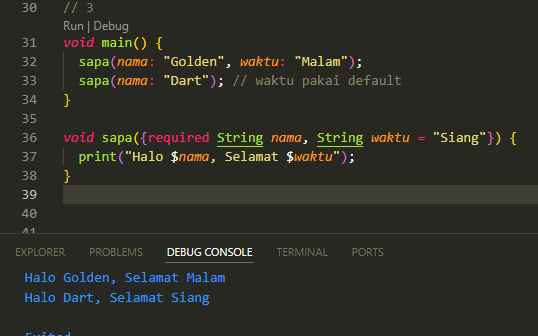 30 // 3
Run | Debug
31 void main() {
32 sapa(nama: "Golden", waktu: "Malam");
33 sapa(nama: "Dart"); // waktu pakai default
34 }
35
36 void sapa({required String nama, String waktu = "Siang"}) {
37 print("Halo $nama, Selamat $waktu");
38 }
39
40
41
EXPLORER PROBLEMS DEBUG CONSOLE TERMINAL PORTS
Halo Golden, Selamat Malam
Halo Dart, Selamat Siang
Exited